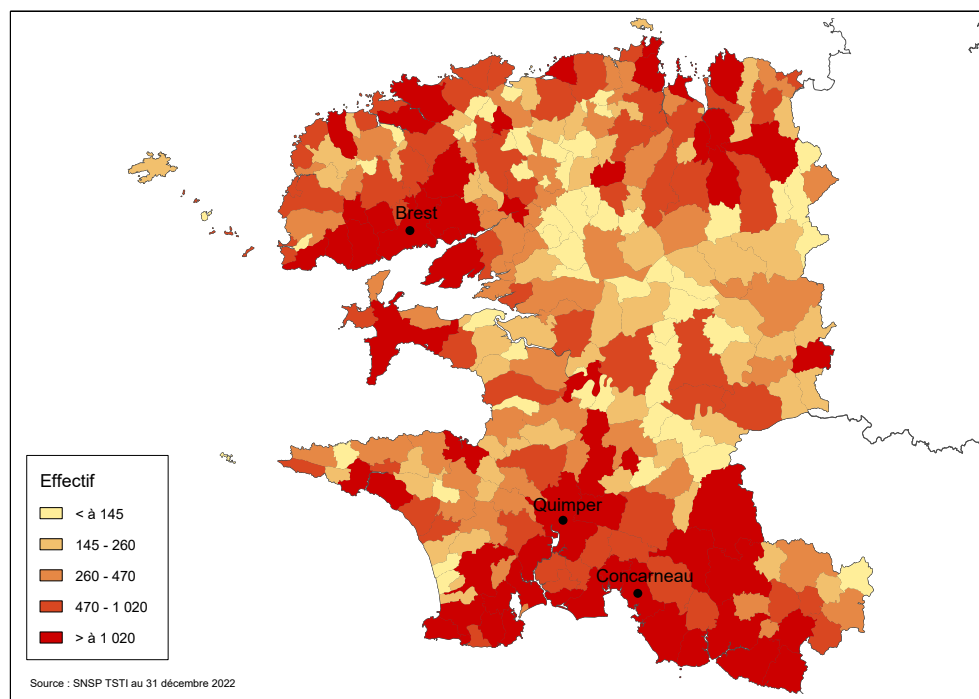 Brest
Quimper
Concarneau
Effectif
< à 145
145 - 260
260 - 470
470 - 1 020
> à 1 020
Source : SNSP TSTI au 31 décembre 2022